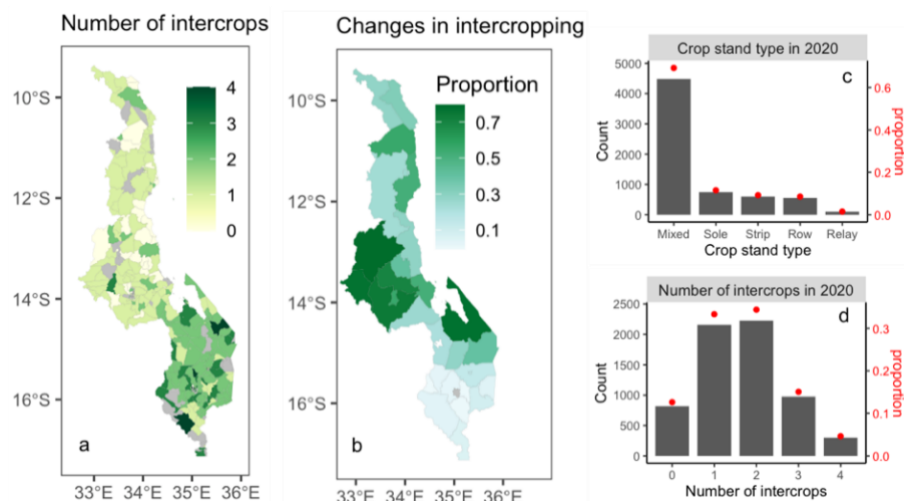 Number of intercrops
10°S
12°S
14°S
16°S
4
3
2
1
0
a
33°E 34°E 35°E 36°E
Changes in intercropping
Proportion
0.7
0.5
0.3
0.1
10°S
12°S
14°S
16°S
b
33°E 34°E 35°E 36°E
Crop stand type in 2020
c
5000
4000
3000
2000
1000
0
Count
0.6
0.4
0.2
0.0
proportion
Mixed Sole Strip Row Relay
Crop stand type
Number of intercrops in 2020
d
2500
2000
1500
1000
500
0
Count
0.3
0.2
0.1
0.0
proportion
0 1 2 3 4
Number of intercrops